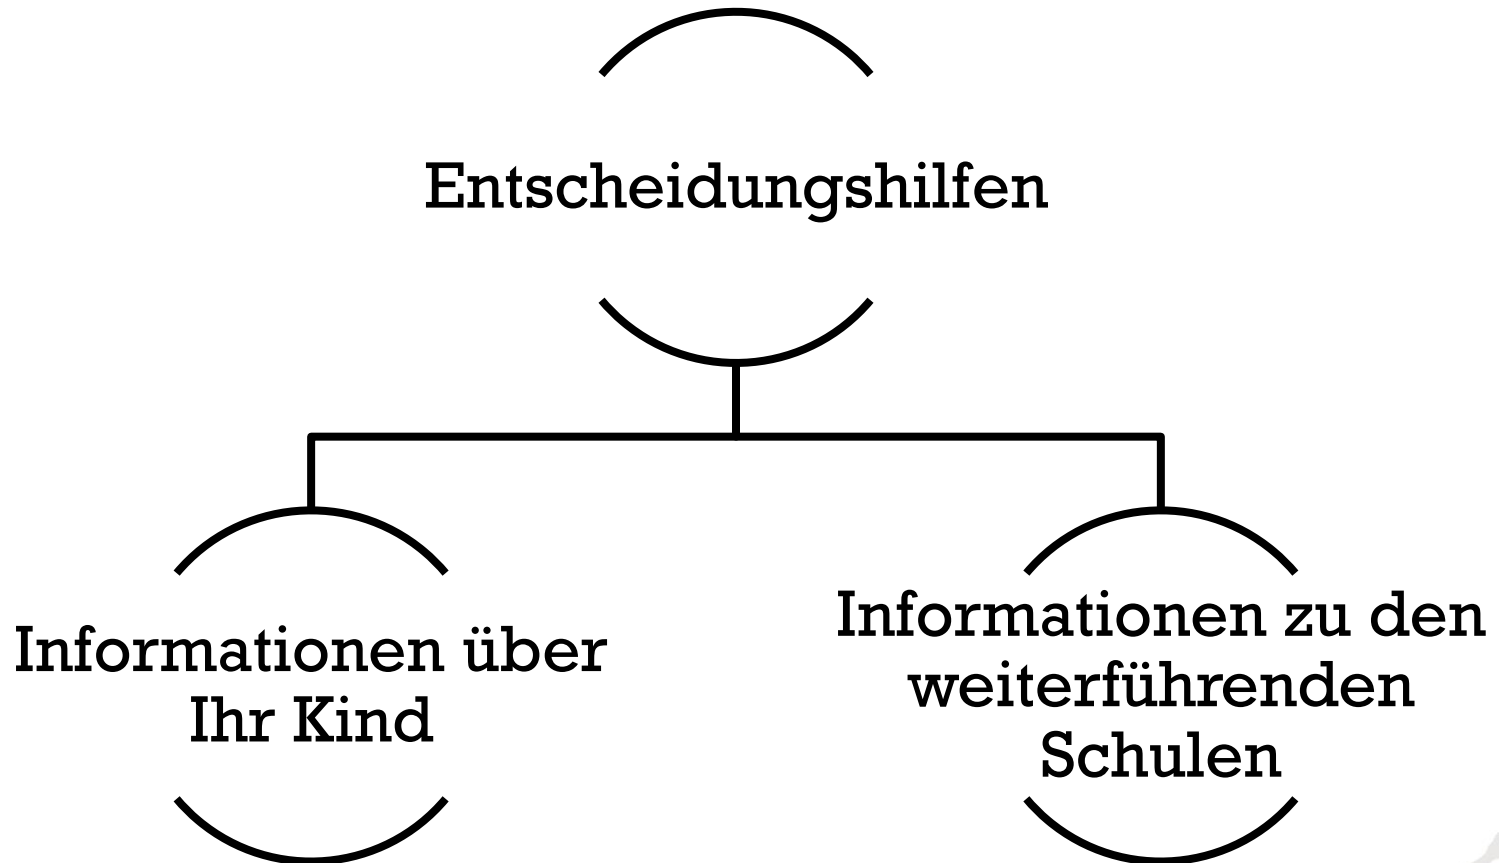 Entscheidungshilfen
Informationen über
Ihr Kind
Informationen zu den
weiterführenden
Schulen